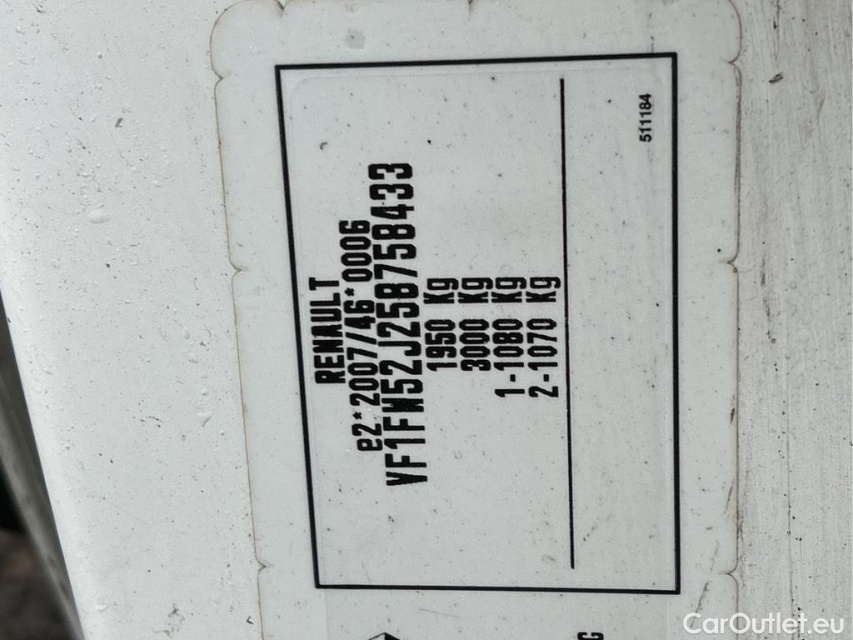 RENAULT
e2*2007/46*0006
VF1FW52J258758433
1950 Kg
3000 Kg
1-1080 Kg
2-1070 Kg
511184
CarOutlet.eu